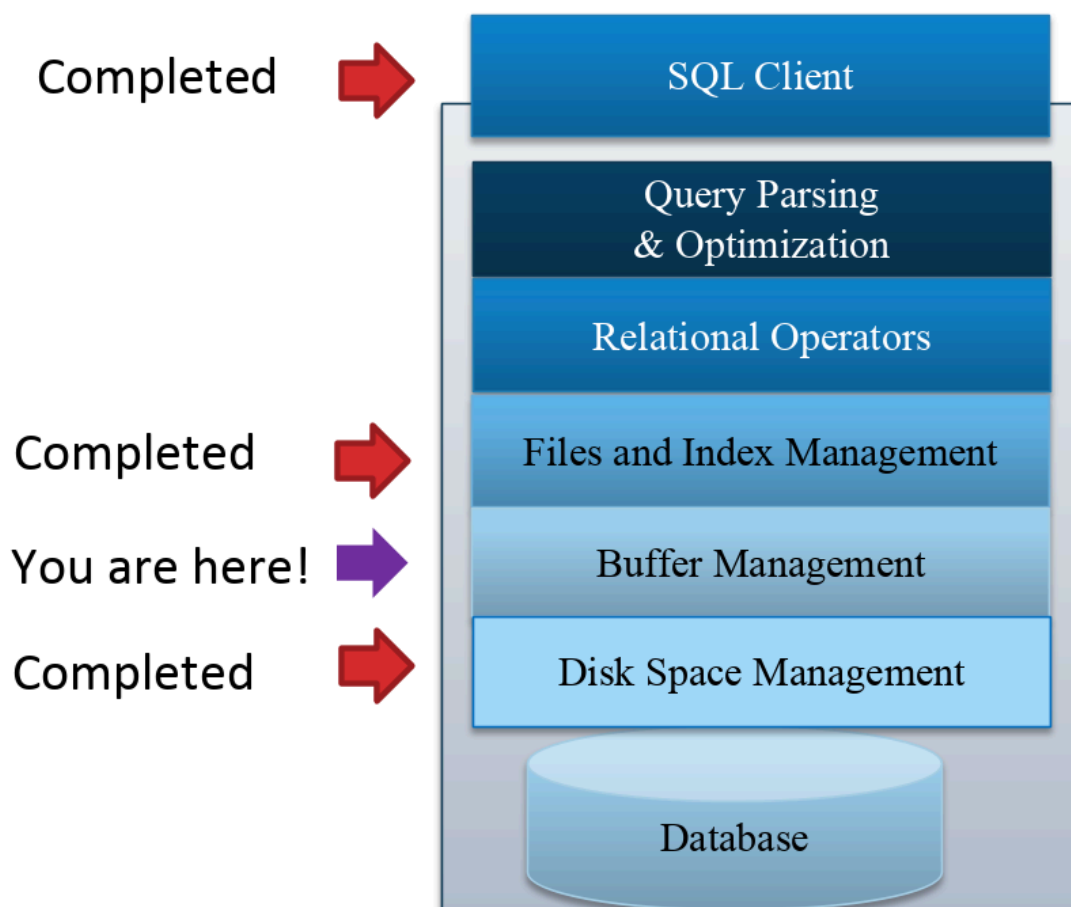 Completed
SQL Client
Query Parsing
& Optimization
Relational Operators
Completed
Files and Index Management
You are here!
Buffer Management
Completed
Disk Space Management
Database